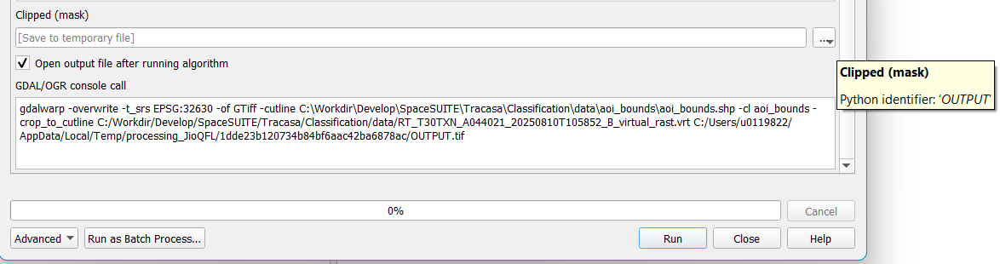 Clipped (mask)
[Save to temporary file]
...
Open output file after running algorithm
GDAL/OGR console call
gdalwarp -overwrite -t_srs EPSG:32630 -of GTiff -cutline C:\Workdir\Develop\SpaceSUITE\Tracasa\Classification\data\aoi_bounds\aoi_bounds.shp -cl aoi_bounds -
crop_to_cutline C:/Workdir/Develop/SpaceSUITE/Tracasa/Classification/data/RT_T30TXN_A044021_20250810T105852_B_virtual_rast.vrt C:/Users/u0119822/
AppData/Local/Temp/processing_JioQFL/1dde23b120734b84bf6aac42ba6878ac/OUTPUT.tif
Clipped (mask)
Python identifier: 'OUTPUT'
0%
Cancel
Advanced
Run as Batch Process...
Run
Close
Help